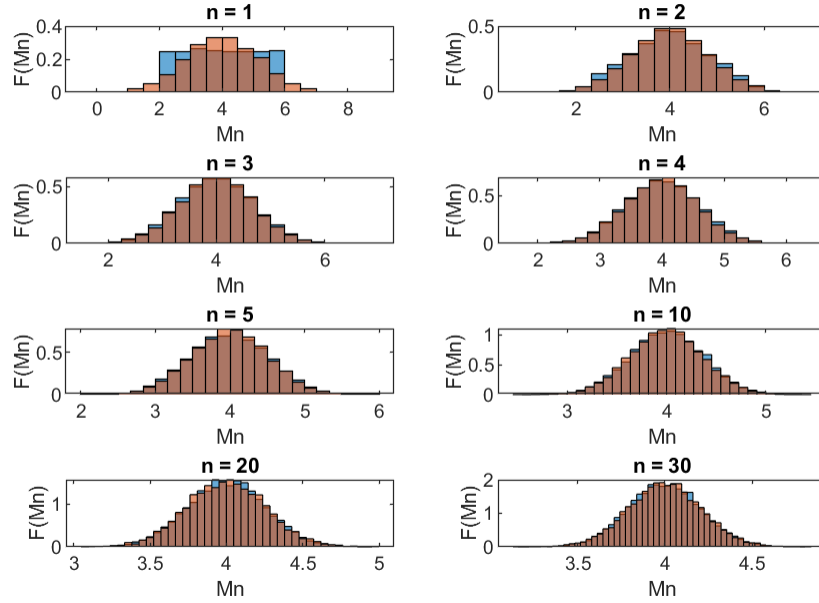 n = 1
F(Mn)
0.4
0.2
0
0 2 4 6 8
Mn
n = 2
F(Mn)
0.5
0
2 4 6
Mn
n = 3
F(Mn)
0.5
0
2 4 6
Mn
n = 4
F(Mn)
0.5
0
2 3 4 5 6
Mn
n = 5
F(Mn)
0.5
0
2 3 4 5 6
Mn
n = 10
F(Mn)
1
0.5
0
3 4 5
Mn
n = 20
F(Mn)
1
0
3 3.5 4 4.5 5
Mn
n = 30
F(Mn)
2
1
0
3.5 4 4.5
Mn